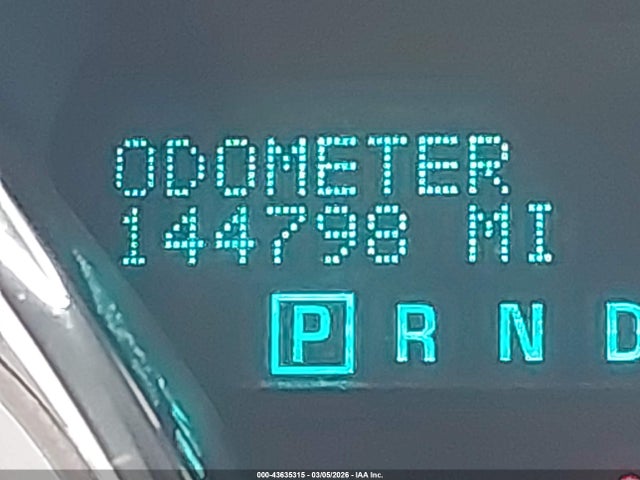 ODOMETER
144798 MI
P R N D
000-43635315 - 03/05/2026 - IAA Inc.